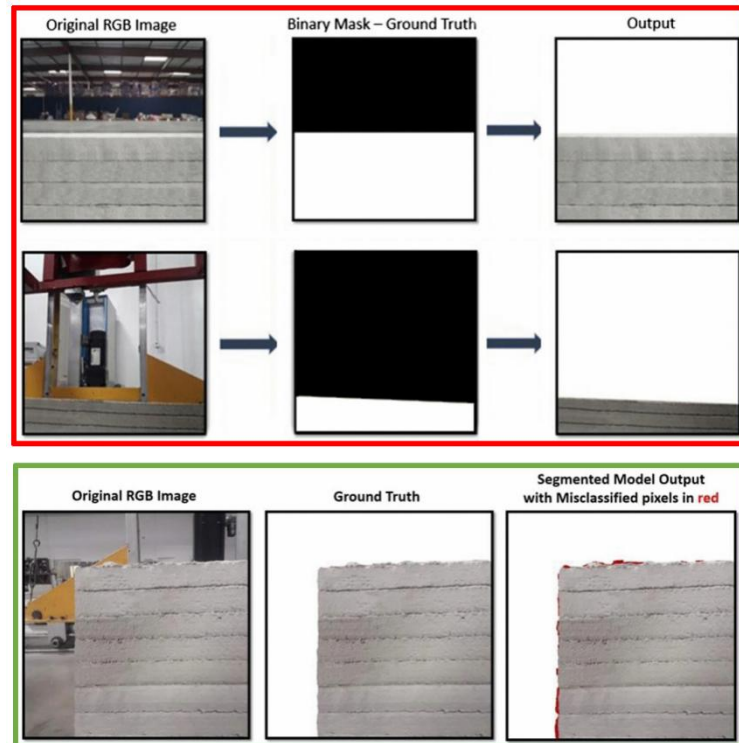 Original RGB Image
Binary Mask – Ground Truth
Output
Original RGB Image
Ground Truth
Segmented Model Output
with Misclassified pixels in red